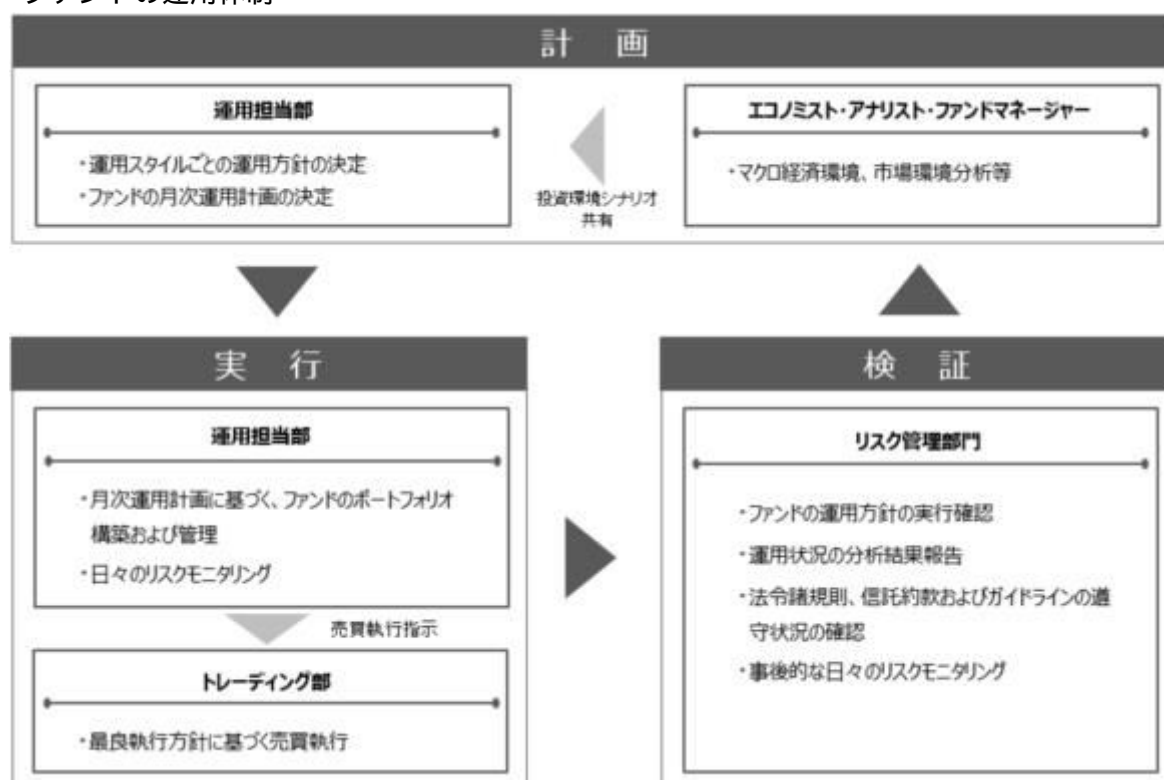 ファンドの運用体制
計 画
運用担当部
・運用スタイルごとの運用方針の決定
・ファンドの月次運用計画の決定
投資環境シナリオ
共有
エコノミスト・アナリスト・ファンドマネージャー
・マクロ経済環境、市場環境分析等
実 行
運用担当部
・月次運用計画に基づく、ファンドのポートフォリオ
構築および管理
・日々のリスクモニタリング
売買執行指示
トレーディング部
・最良執行方針に基づく売買執行
検 証
リスク管理部門
・ファンドの運用方針の実行確認
・運用状況の分析結果報告
・法令諸規則、信託約款およびガイドラインの遵
守状況の確認
・事後的な日々のリスクモニタリング